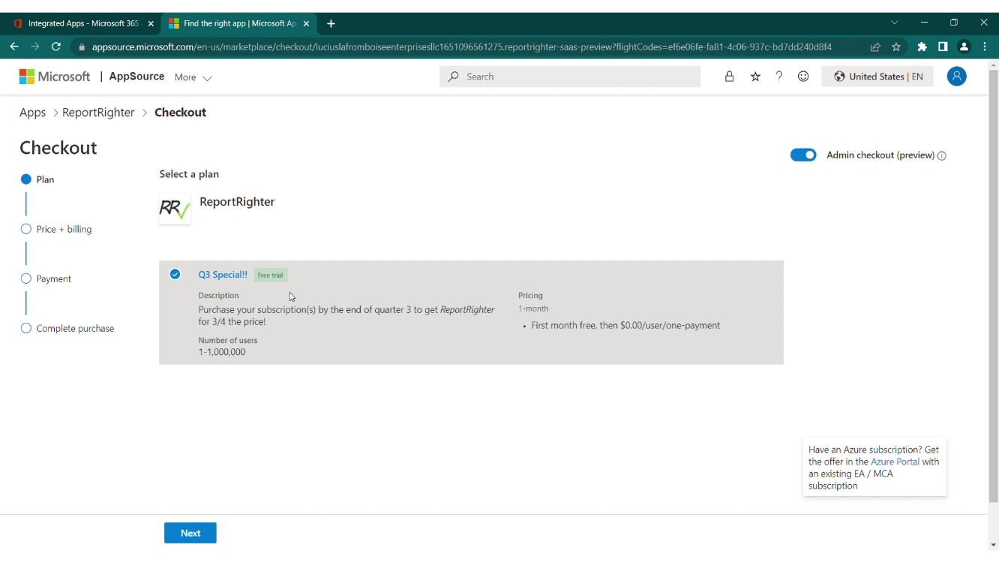 Integrated Apps - Microsoft 365
Find the right app | Microsoft Ap
appsource.microsoft.com/en-us/marketplace/checkout/luciuslafromboiseenterprisesllc1651096561275.reportrighter-saas-preview?flightCodes=ef6e06fe-fa81-4c06-937c-bd7dd240d8f4
Microsoft | AppSource More
Search
United States | EN
Apps > ReportRighter > Checkout
Checkout
Admin checkout (preview)
Plan
Price + billing
Payment
Complete purchase
Select a plan
RR
ReportRighter
Q3 Special!! Free trial
Description
Purchase your subscription(s) by the end of quarter 3 to get ReportRighter
for 3/4 the price!
Number of users
1-1,000,000
Pricing
1-month
• First month free, then $0.00/user/one-payment
Have an Azure subscription? Get
the offer in the Azure Portal with
an existing EA / MCA
subscription
Next